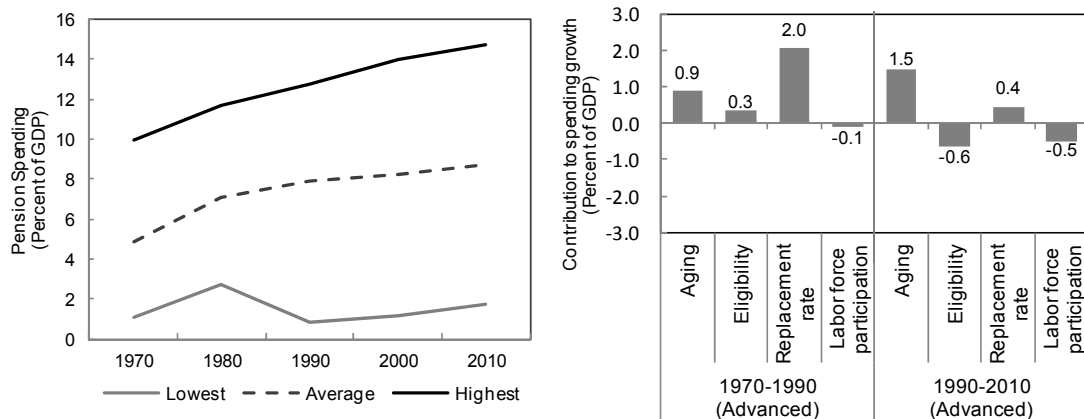 Pension Spending
(Percent of GDP)
16
14
12
10
8
6
4
2
0
1970 1980 1990 2000 2010
Lowest Average Highest
Contribution to spending growth
(Percent of GDP)
3.0
2.0
1.0
0.0
-1.0
-2.0
-3.0
0.9
0.3
2.0
-0.1
1.5
-0.6
0.4
-0.5
Aging
Eligibility
Replacement
rate
Labor force
participation
Aging
Eligibility
Replacement
rate
Labor force
participation
1970-1990
(Advanced)
1990-2010
(Advanced)